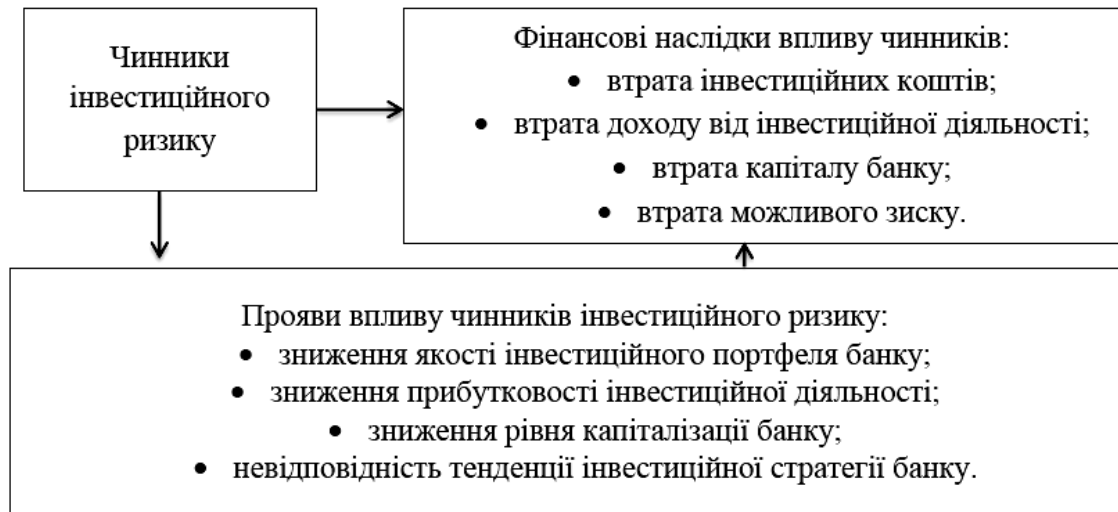 Чинники
інвестиційного
ризику
Фінансові наслідки впливу чинників:
• втрата інвестиційних коштів;
• втрата доходу від інвестиційної діяльності;
• втрата капіталу банку;
• втрата можливого зиску.
Прояви впливу чинників інвестиційного ризику:
• зниження якості інвестиційного портфеля банку;
• зниження прибутковості інвестиційної діяльності;
• зниження рівня капіталізації банку;
• невідповідність тенденції інвестиційної стратегії банку.